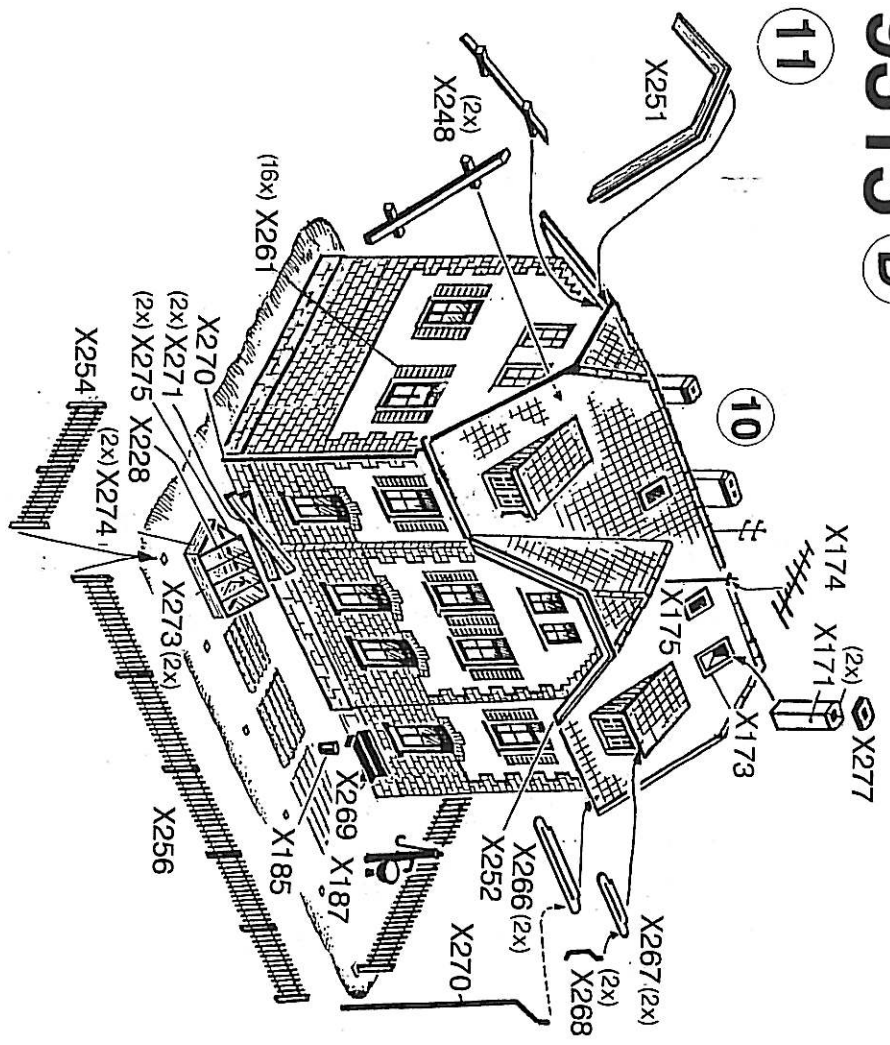 11
X251
(2x)
X248
(16x) X261
10
X174
X175
X171
(2x)
X173
X277
X270
(2x) X271
(2x) X275
X228
(2x) X274
X254
X273 (2x)
X256
X185
X269
X187
X252
X266 (2x)
X267 (2x)
(2x)
X268
X270